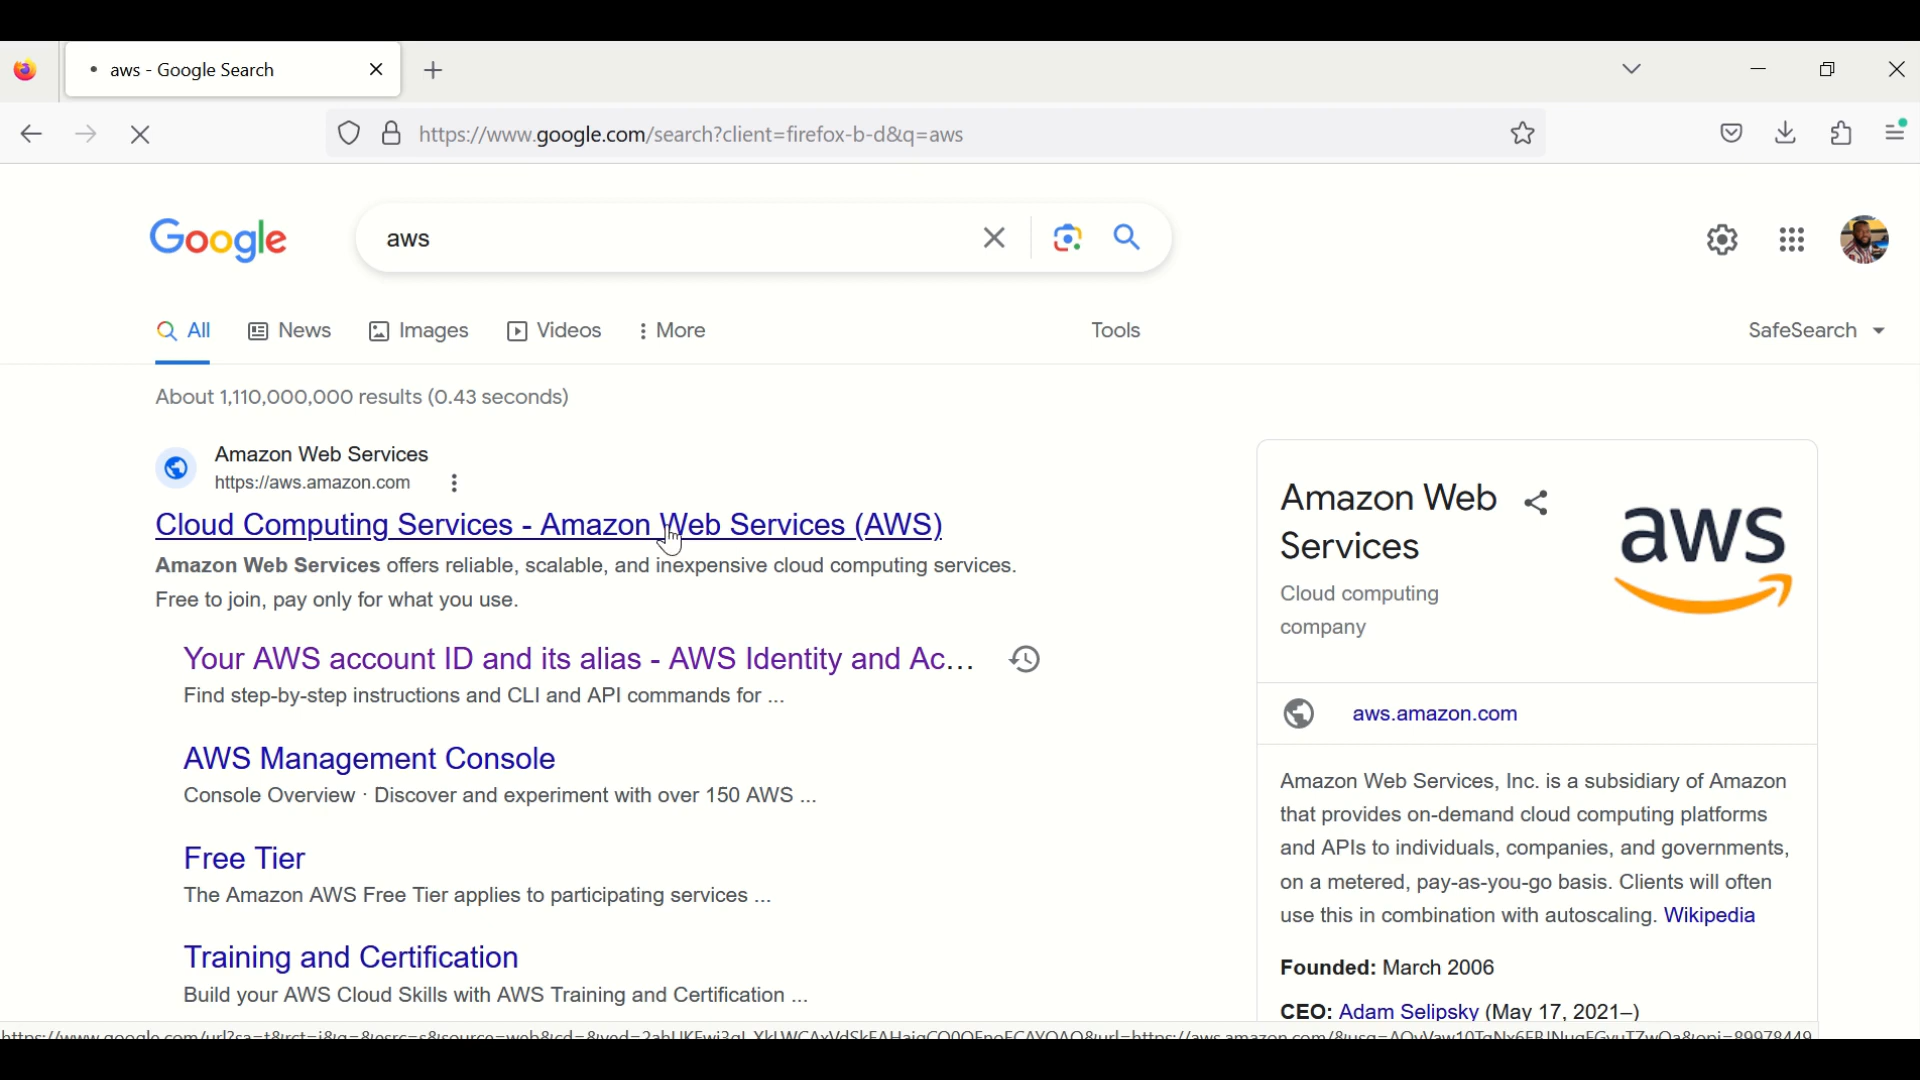 aws - Google Search
https://www.google.com/search?client=firefox-b-d&q=aws
Google
aws
All
News
Images
Videos
More
Tools
SafeSearch
About 1,110,000,000 results (0.43 seconds)
Amazon Web Services
https://aws.amazon.com
Cloud Computing Services - Amazon Web Services (AWS)
Amazon Web Services offers reliable, scalable, and inexpensive cloud computing services.
Free to join, pay only for what you use.
Your AWS account ID and its alias - AWS Identity and Ac...
Find step-by-step instructions and CLI and API commands for ...
AWS Management Console
Console Overview · Discover and experiment with over 150 AWS ...
Free Tier
The Amazon AWS Free Tier applies to participating services ...
Training and Certification
Build your AWS Cloud Skills with AWS Training and Certification ...
Amazon Web
Services
Cloud computing
company
aws
aws.amazon.com
Amazon Web Services, Inc. is a subsidiary of Amazon
that provides on-demand cloud computing platforms
and APIs to individuals, companies, and governments,
on a metered, pay-as-you-go basis. Clients will often
use this in combination with autoscaling. Wikipedia
Founded: March 2006
CEO: Adam Selipsky (May 17, 2021–)